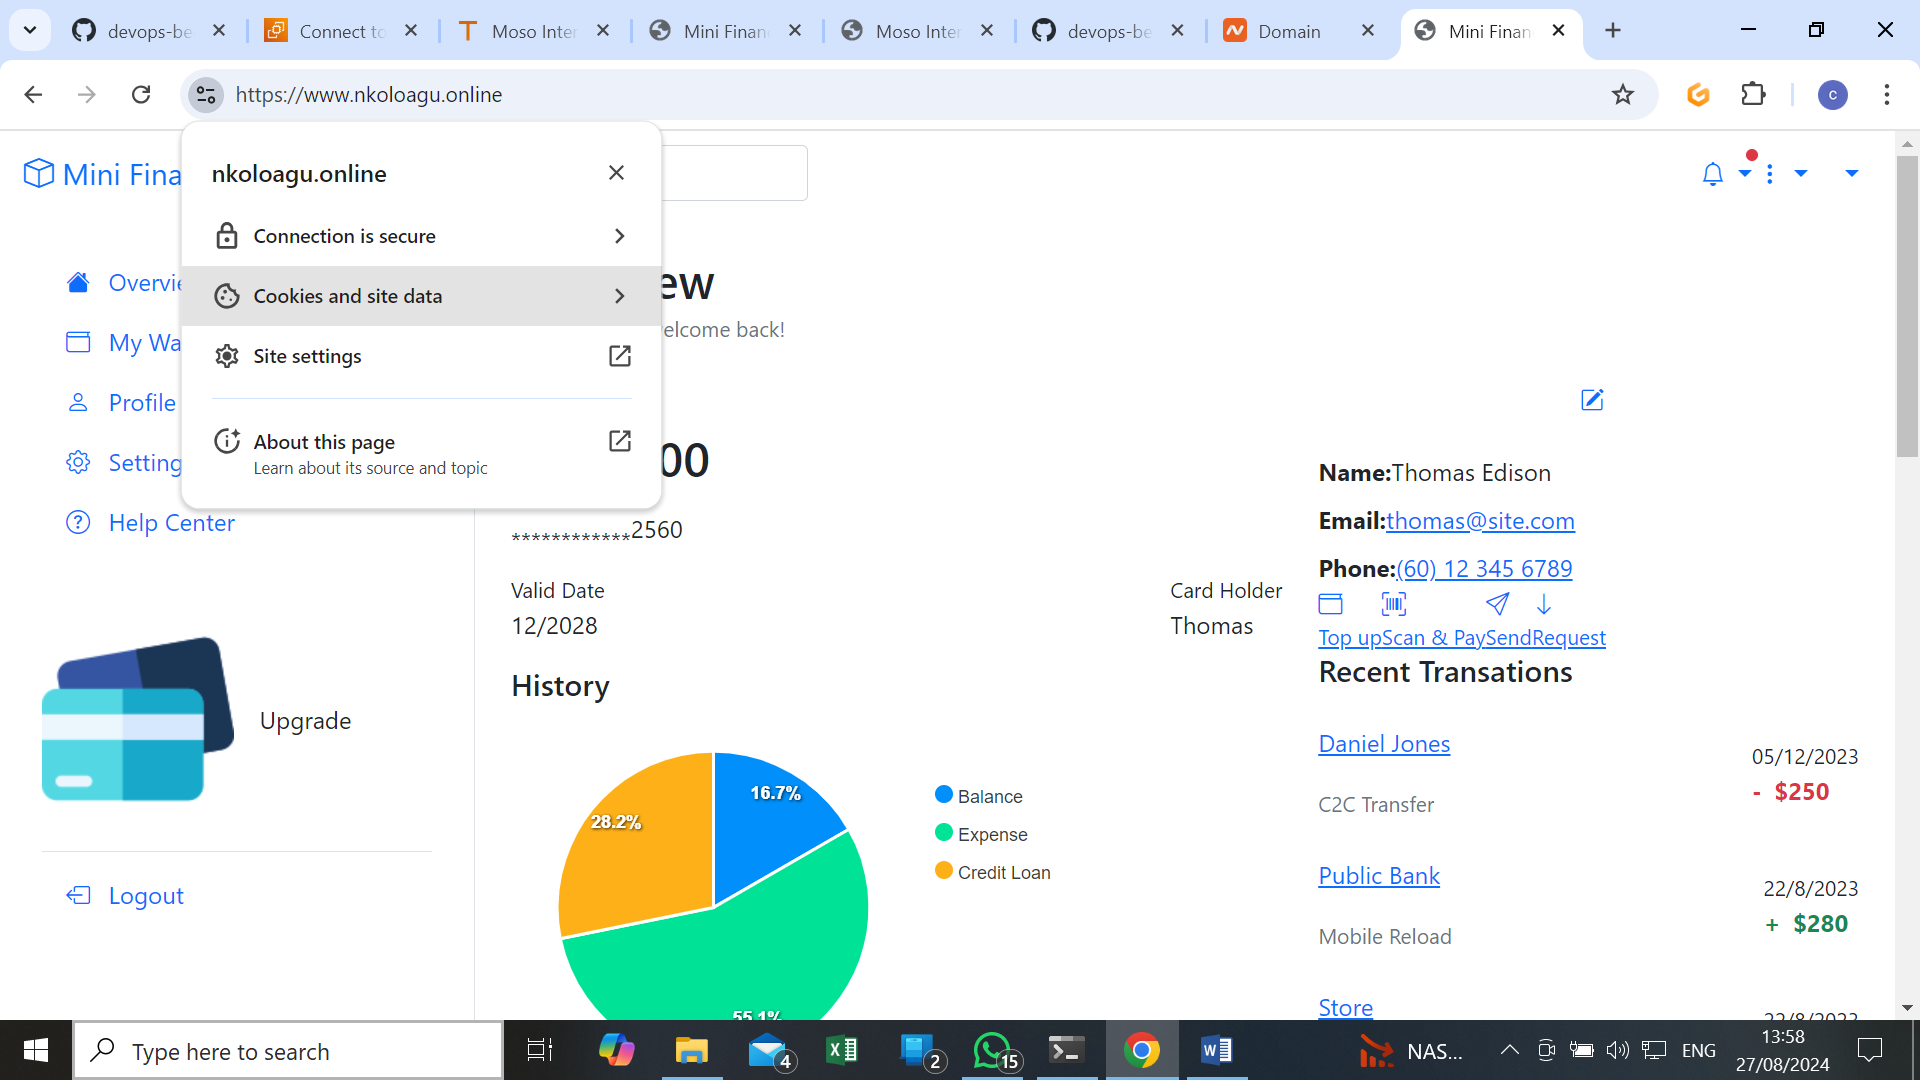 devops-be
Connect to
Moso Inter
Mini Finan
Moso Inter
devops-be
Domain
Mini Finan
https://www.nkoloagu.online
c
Mini Fina
nkoloagu.online
Connection is secure
Cookies and site data
Site settings
About this page
Learn about its source and topic
Overvie
My Wa
Profile
Setting
Help Center
Upgrade
Logout
ew
elcome back!
00
************2560
Valid Date
12/2028
Card Holder
Thomas
History
16.7%
28.2%
55.1%
Balance
Expense
Credit Loan
Name:Thomas Edison
Email:thomas@site.com
Phone:(60) 12 345 6789
Top upScan & PaySendRequest
Recent Transations
Daniel Jones
05/12/2023
C2C Transfer
- $250
Public Bank
22/8/2023
Mobile Reload
+ $280
Store
22/8/2023
Type here to search
4
2
15
NAS...
ENG
13:58
27/08/2024